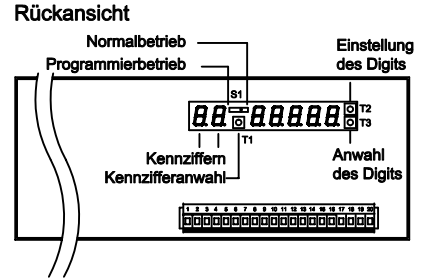 Rückansicht
Normalbetrieb
Programmierbetrieb
Einstellung
des Digits
S1
T2
T3
T1
Kennziffern
Kennzifferanwahl
Anwahl
des Digits
1 2 3 4 5 6 7 8 9 10 11 12 13 14 15 16 17 18 19 20